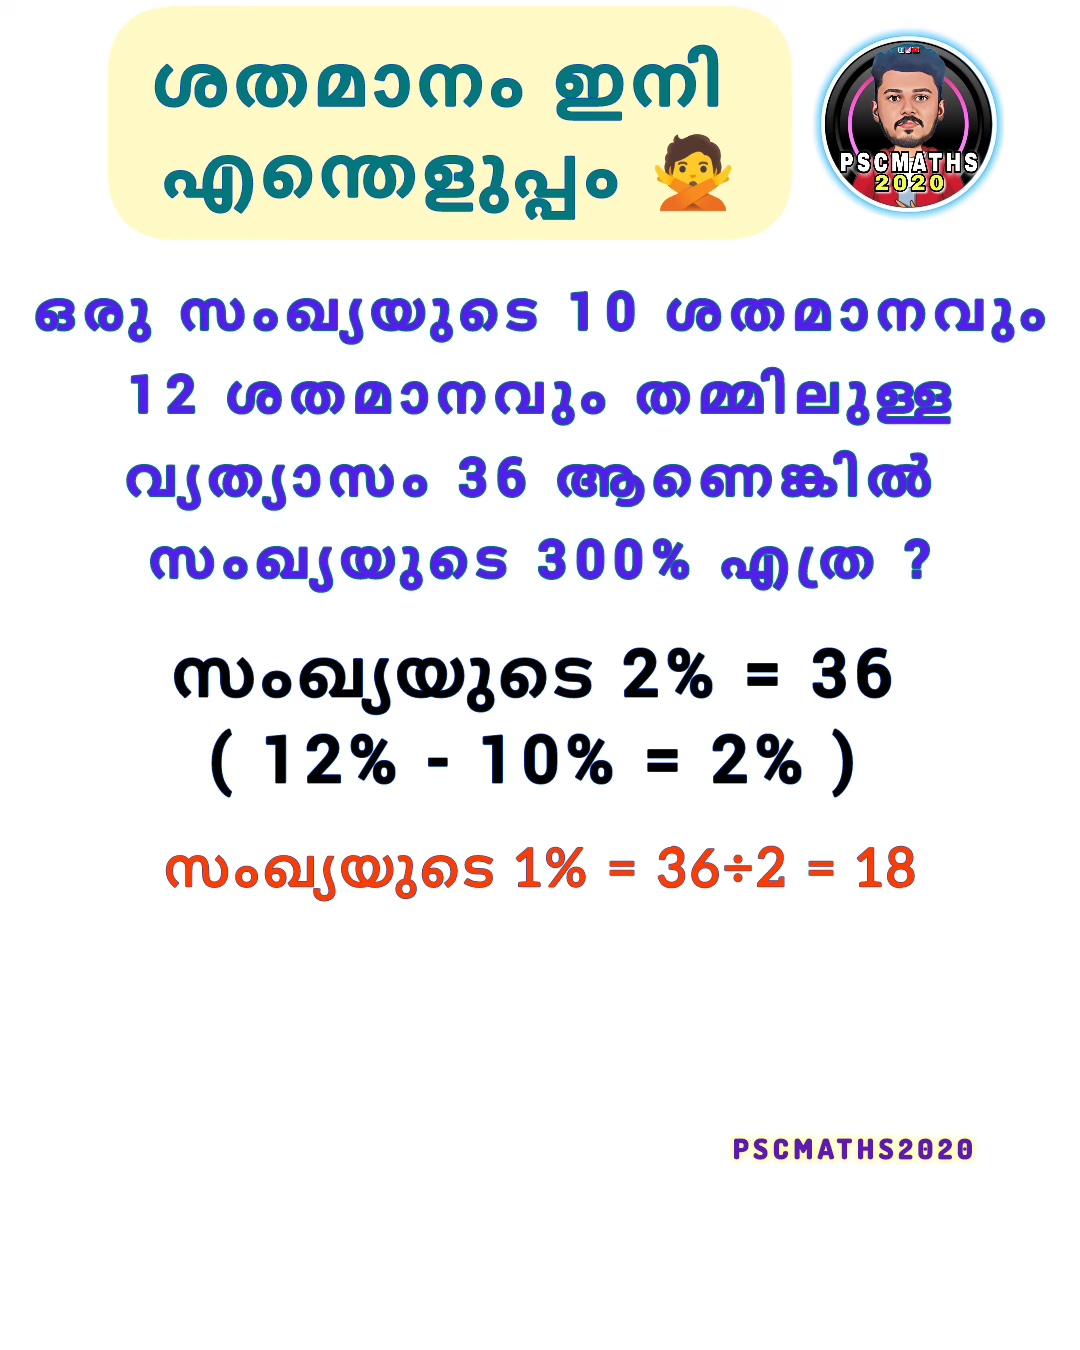 ശതമാനം ഇനി
എന്തെളുപ്പം 🙅
PSCMATHS
2020
ഒരു സംഖ്യയുടെ 10 ശതമാനവും
12 ശതമാനവും തമ്മിലുള്ള
വ്യത്യാസം 36 ആണെങ്കിൽ
സംഖ്യയുടെ 300% എത്ര ?
സംഖ്യയുടെ 2% = 36
( 12% - 10% = 2% )
സംഖ്യയുടെ 1% = 36÷2 = 18
PSCMATHS2020